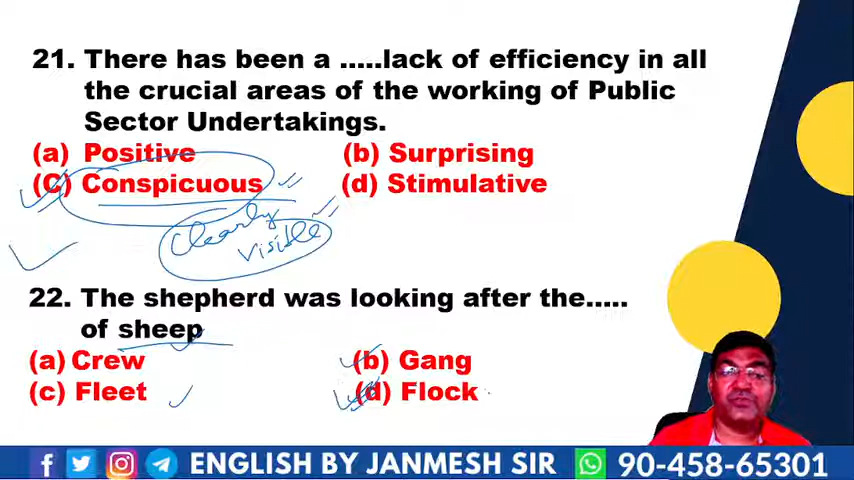 21. There has been a .....lack of efficiency in all
the crucial areas of the working of Public
Sector Undertakings.
(a) Positive (b) Surprising
(C) Conspicuous (d) Stimulative
Clearly
visible
22. The shepherd was looking after the.....
of sheep
(a) Crew (b) Gang
(c) Fleet (d) Flock
ENGLISH BY JANMESH SIR 90-458-65301